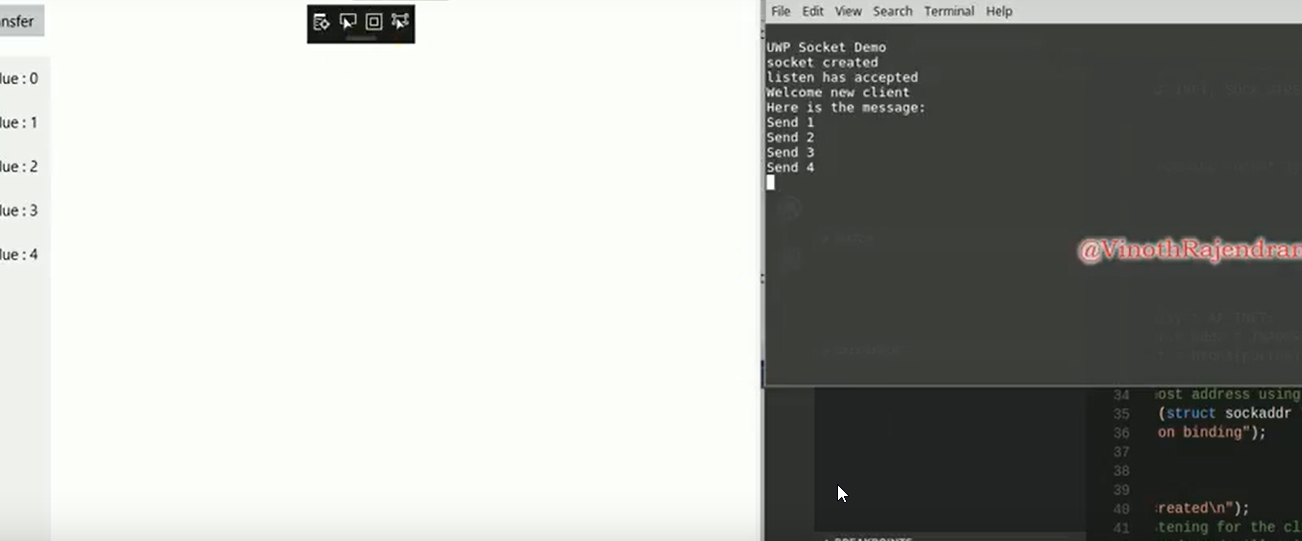 nsfer
lue : 0
lue : 1
lue : 2
lue : 3
lue : 4
File Edit View Search Terminal Help
UWP Socket Demo
socket created
listen has accepted
Welcome new client
Here is the message:
Send 1
Send 2
Send 3
Send 4
@VinothRajendran
34 ost address using
35 (struct sockaddr
36 on binding");
37
38
39
40 reated\n");
41 tening for the cl
BREAKPOINTS